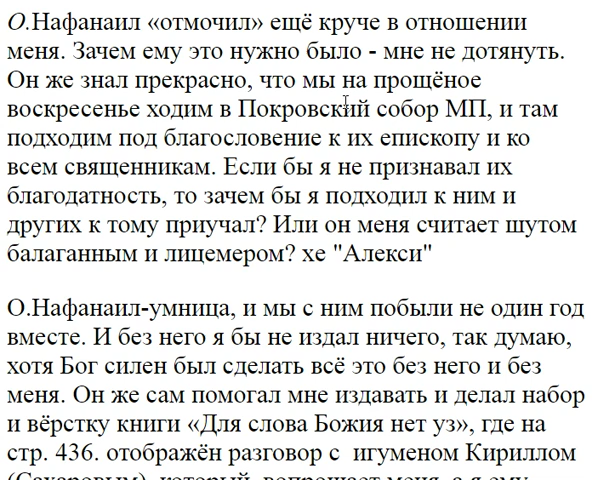 О.Нафанаил «отмочил» ещё круче в отношении
меня. Зачем ему это нужно было - мне не дотянуть.
Он же знал прекрасно, что мы на прощёное
воскресенье ходим в Покровский собор МП, и там
подходим под благословение к их епископу и ко
всем священникам. Если бы я не признавал их
благодатность, то зачем бы я подходил к ним и
других к тому приучал? Или он меня считает шутом
балаганным и лицемером? хе "Алекси"
О.Нафанаил-умница, и мы с ним побыли не один год
вместе. И без него я бы не издал ничего, так думаю,
хотя Бог силен был сделать всё это без него и без
меня. Он же сам помогал мне издавать и делал набор
и вёрстку книги «Для слова Божия нет уз», где на
стр. 436. отображён разговор с игуменом Кириллом
(Сахаровым), который вопрошает меня, а я ему